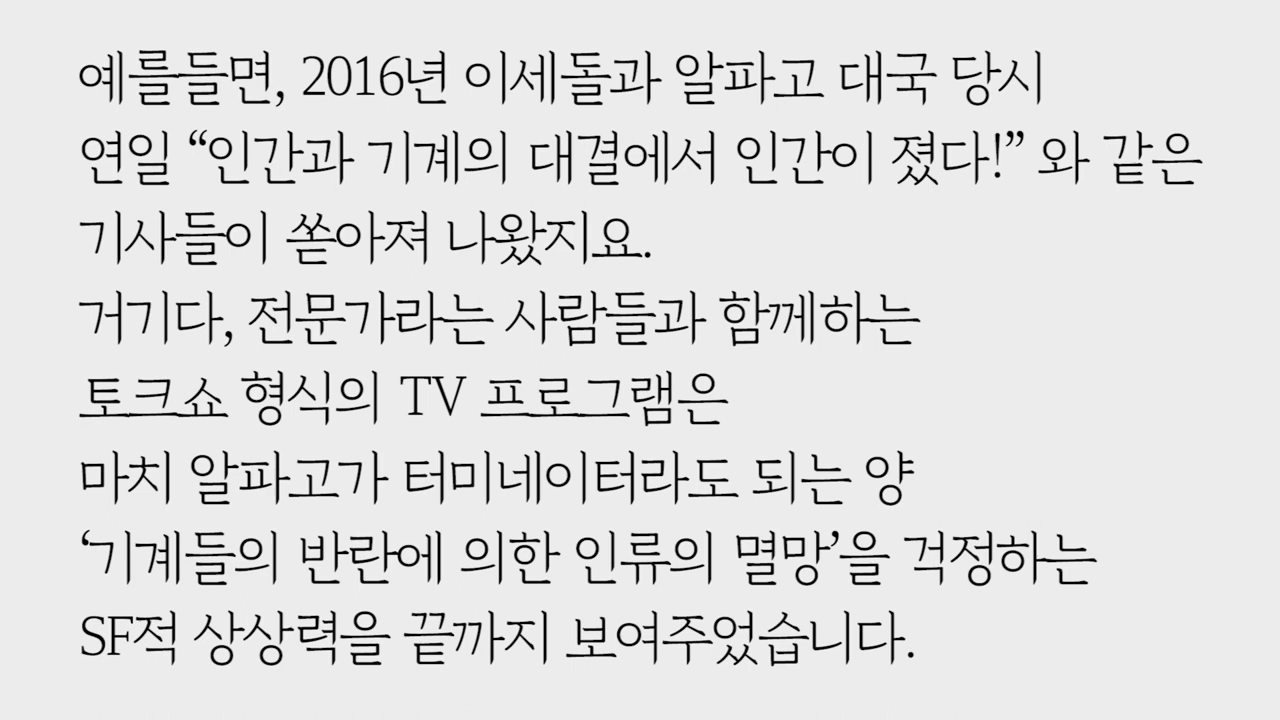 예를들면, 2016년 이세돌과 알파고 대국 당시
연일 “인간과 기계의 대결에서 인간이 졌다!” 와 같은
기사들이 쏟아져 나왔지요.
거기다, 전문가라는 사람들과 함께하는
토크쇼 형식의 TV 프로그램은
마치 알파고가 터미네이터라도 되는 양
‘기계들의 반란에 의한 인류의 멸망’을 걱정하는
SF적 상상력을 끝까지 보여주었습니다.